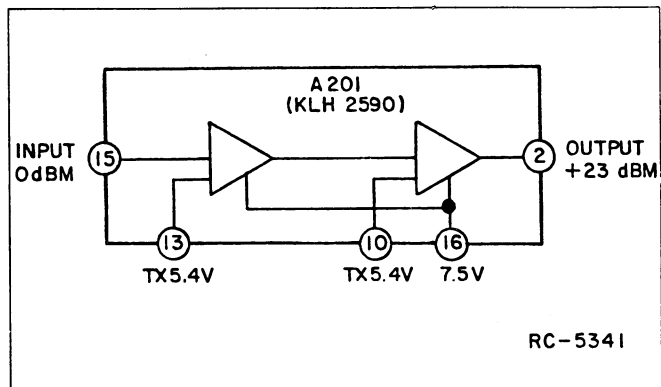 A201
(KLH 2590)
INPUT
0dBM
15
2
OUTPUT
+23 dBM
13
10
16
TX5.4V
TX5.4V
7.5V
RC-5341